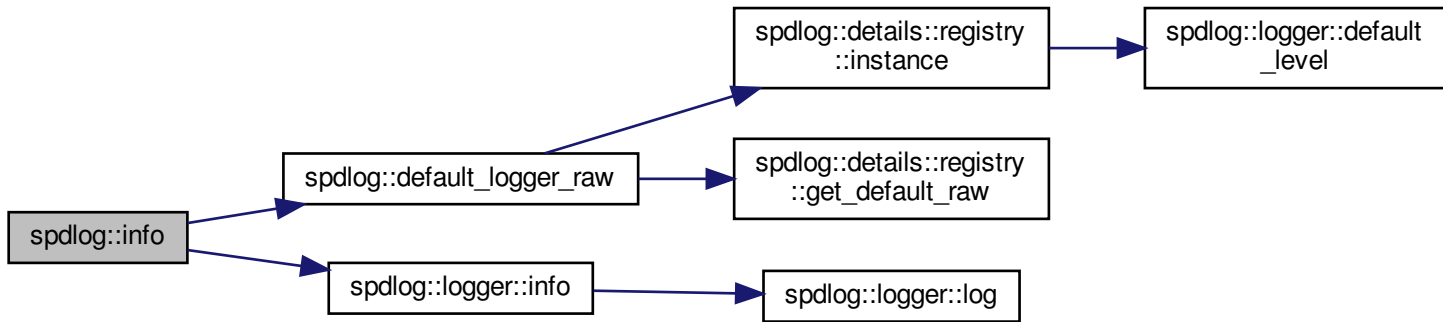 spdlog::info
spdlog::default_logger_raw
spdlog::logger::info
spdlog::details::registry
::instance
spdlog::details::registry
::get_default_raw
spdlog::logger::log
spdlog::logger::default
_level